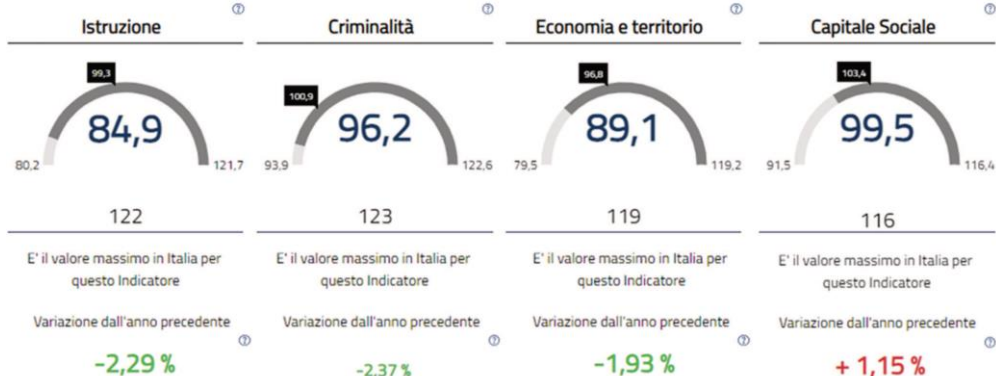 Istruzione
99,3
84,9
80,2
121,7
122
E' il valore massimo in Italia per
questo Indicatore
Variazione dall'anno precedente
-2,29 %
Criminalità
100,9
96,2
93,9
122,6
123
E' il valore massimo in Italia per
questo Indicatore
Variazione dall'anno precedente
-2,37 %
Economia e territorio
96,8
89,1
79,5
119,2
119
E' il valore massimo in Italia per
questo Indicatore
Variazione dall'anno precedente
-1,93 %
Capitale Sociale
103,4
99,5
91,5
116,4
116
E' il valore massimo in Italia per
questo Indicatore
Variazione dall'anno precedente
+ 1,15 %